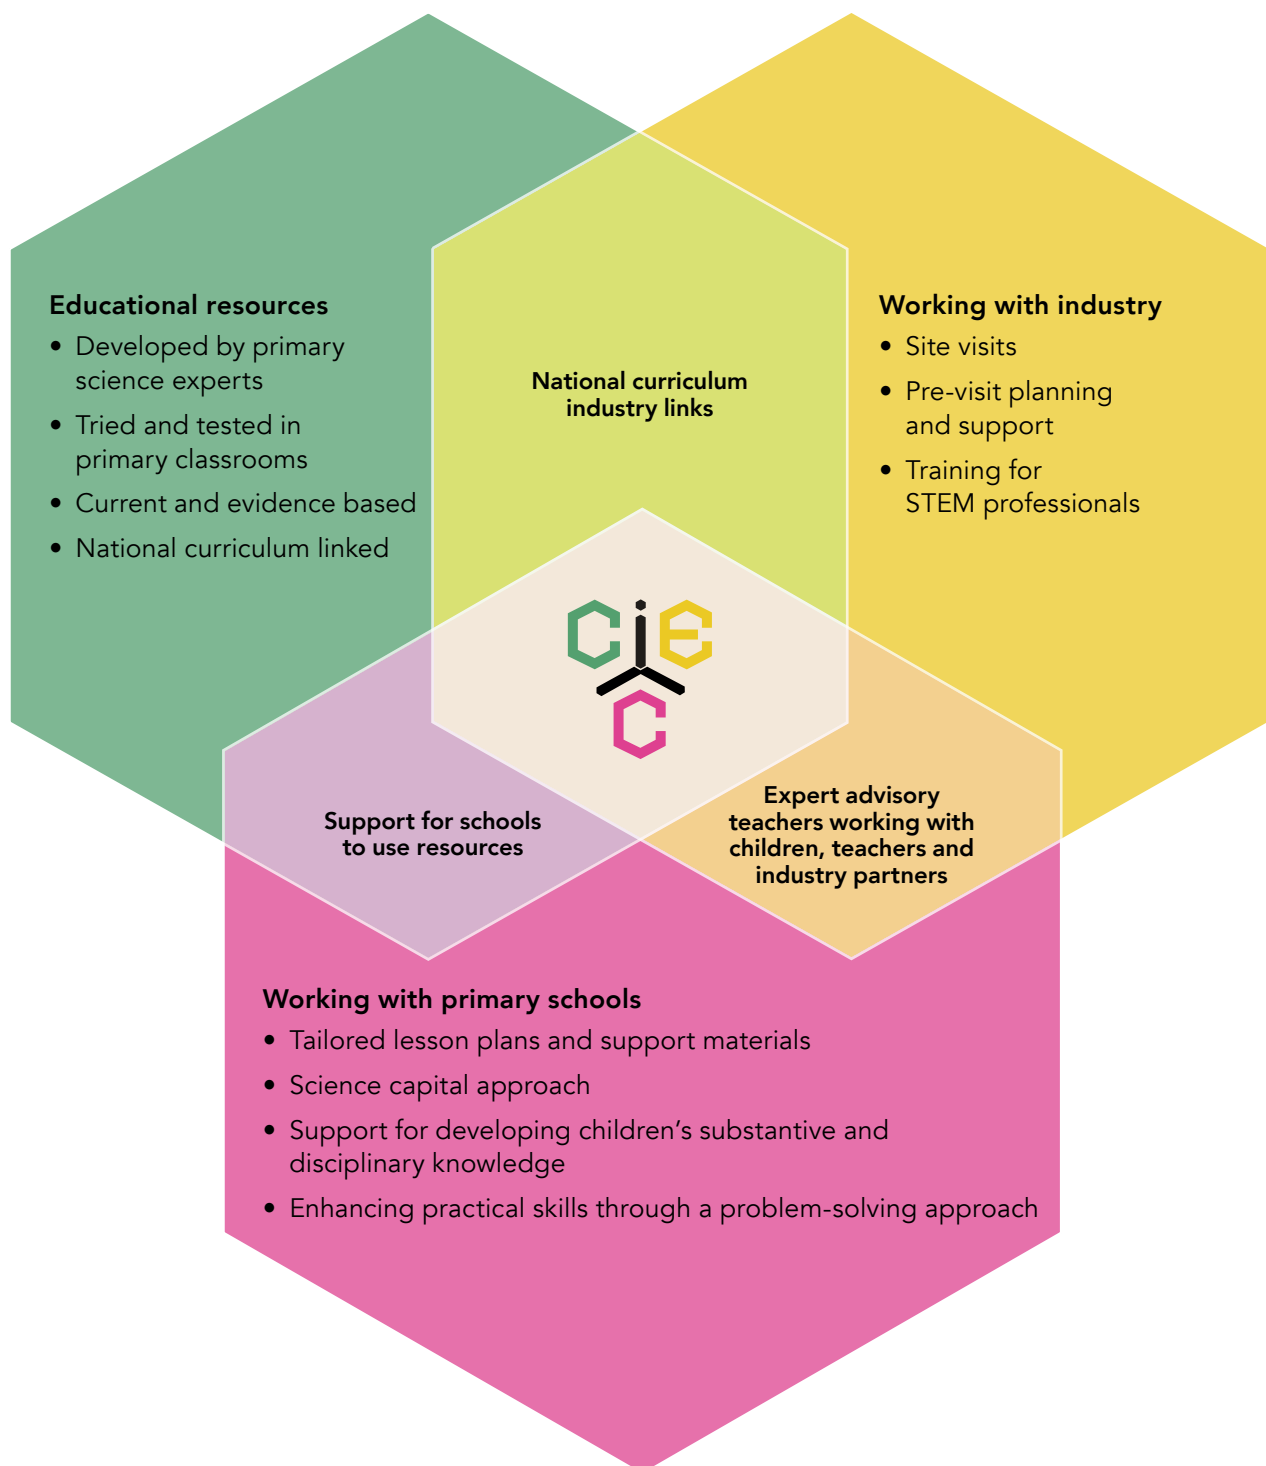 Educational resources
• Developed by primary
science experts
• Tried and tested in
primary classrooms
• Current and evidence based
• National curriculum linked
National curriculum
industry links
Working with industry
• Site visits
• Pre-visit planning
and support
• Training for
STEM professionals
CiE
C
Support for schools
to use resources
Expert advisory
teachers working with
children, teachers and
industry partners
Working with primary schools
• Tailored lesson plans and support materials
• Science capital approach
• Support for developing children’s substantive and
disciplinary knowledge
• Enhancing practical skills through a problem-solving approach